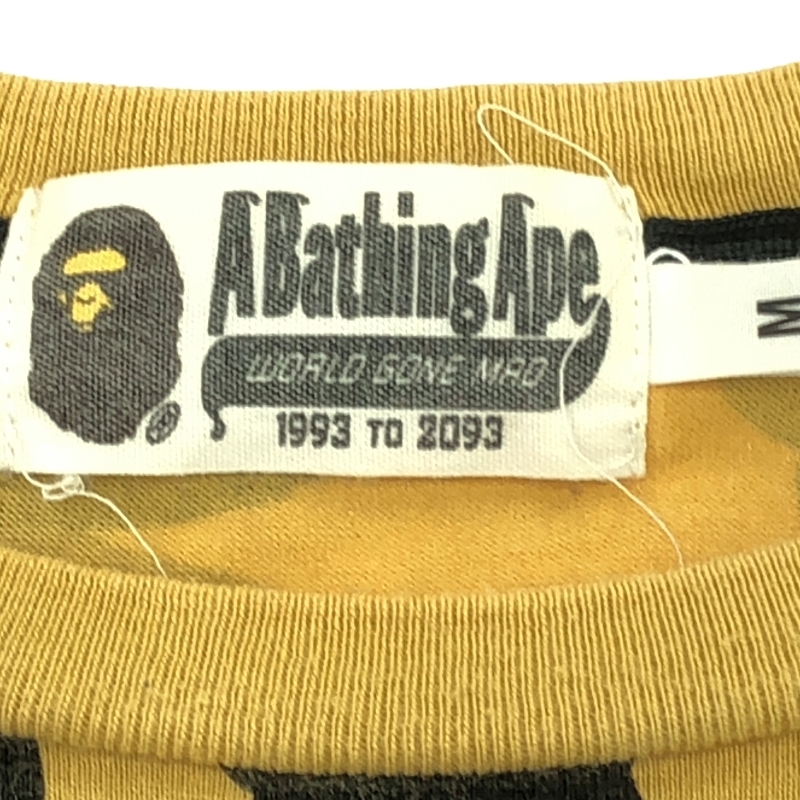 A Bathing Ape
WORLD GONE MAD
1993 TO 2093
®
M